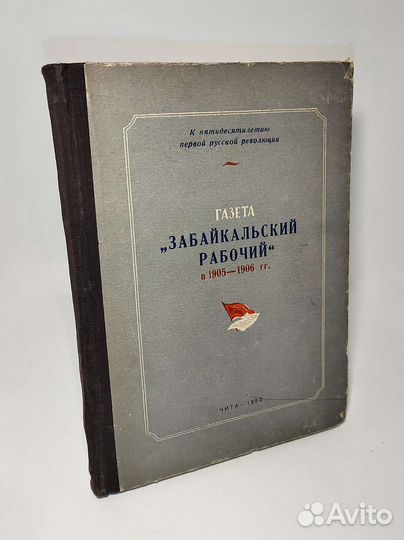 К пятидесятилетию
первой русской революции
ГАЗЕТА
„ЗАБАЙКАЛЬСКИЙ
РАБОЧИЙ“
в 1905—1906 гг.
ЧИТА —
Avito